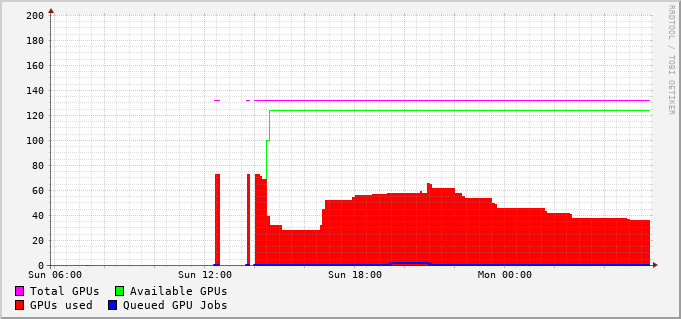 200
180
160
140
120
100
80
60
40
20
0
Sun 06:00 Sun 12:00 Sun 18:00 Mon 00:00
Total GPUs Available GPUs
GPUs used Queued GPU Jobs
RRDTOOL / TOBI OETIKER